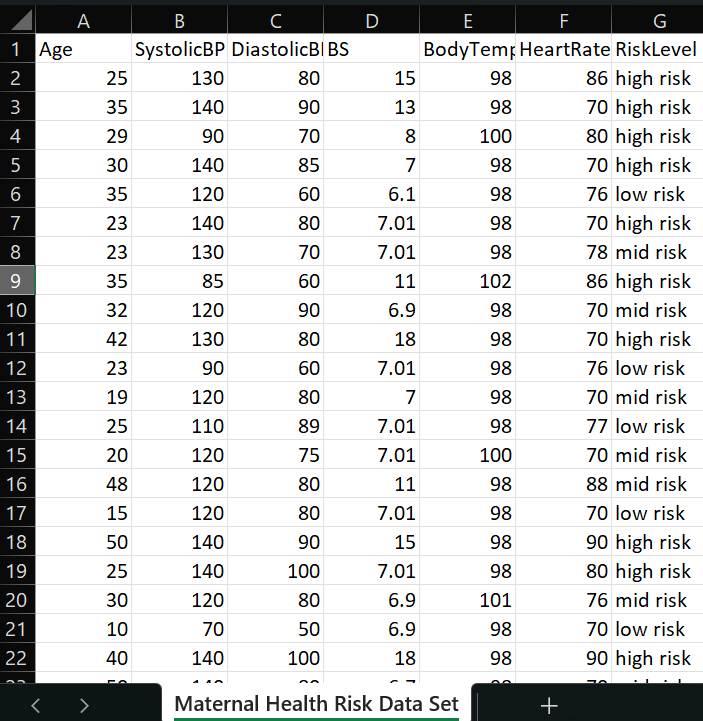 A B C D E F G
1 Age SystolicBP DiastolicBI BS BodyTemp HeartRate RiskLevel
2 25 130 80 15 98 86 high risk
3 35 140 90 13 98 70 high risk
4 29 90 70 8 100 80 high risk
5 30 140 85 7 98 70 high risk
6 35 120 60 6.1 98 76 low risk
7 23 140 80 7.01 98 70 high risk
8 23 130 70 7.01 98 78 mid risk
9 35 85 60 11 102 86 high risk
10 32 120 90 6.9 98 70 mid risk
11 42 130 80 18 98 70 high risk
12 23 90 60 7.01 98 76 low risk
13 19 120 80 7 98 70 mid risk
14 25 110 89 7.01 98 77 low risk
15 20 120 75 7.01 100 70 mid risk
16 48 120 80 11 98 88 mid risk
17 15 120 80 7.01 98 70 low risk
18 50 140 90 15 98 90 high risk
19 25 140 100 7.01 98 80 high risk
20 30 120 80 6.9 101 76 mid risk
21 10 70 50 6.9 98 70 low risk
22 40 140 100 18 98 90 high risk
Maternal Health Risk Data Set